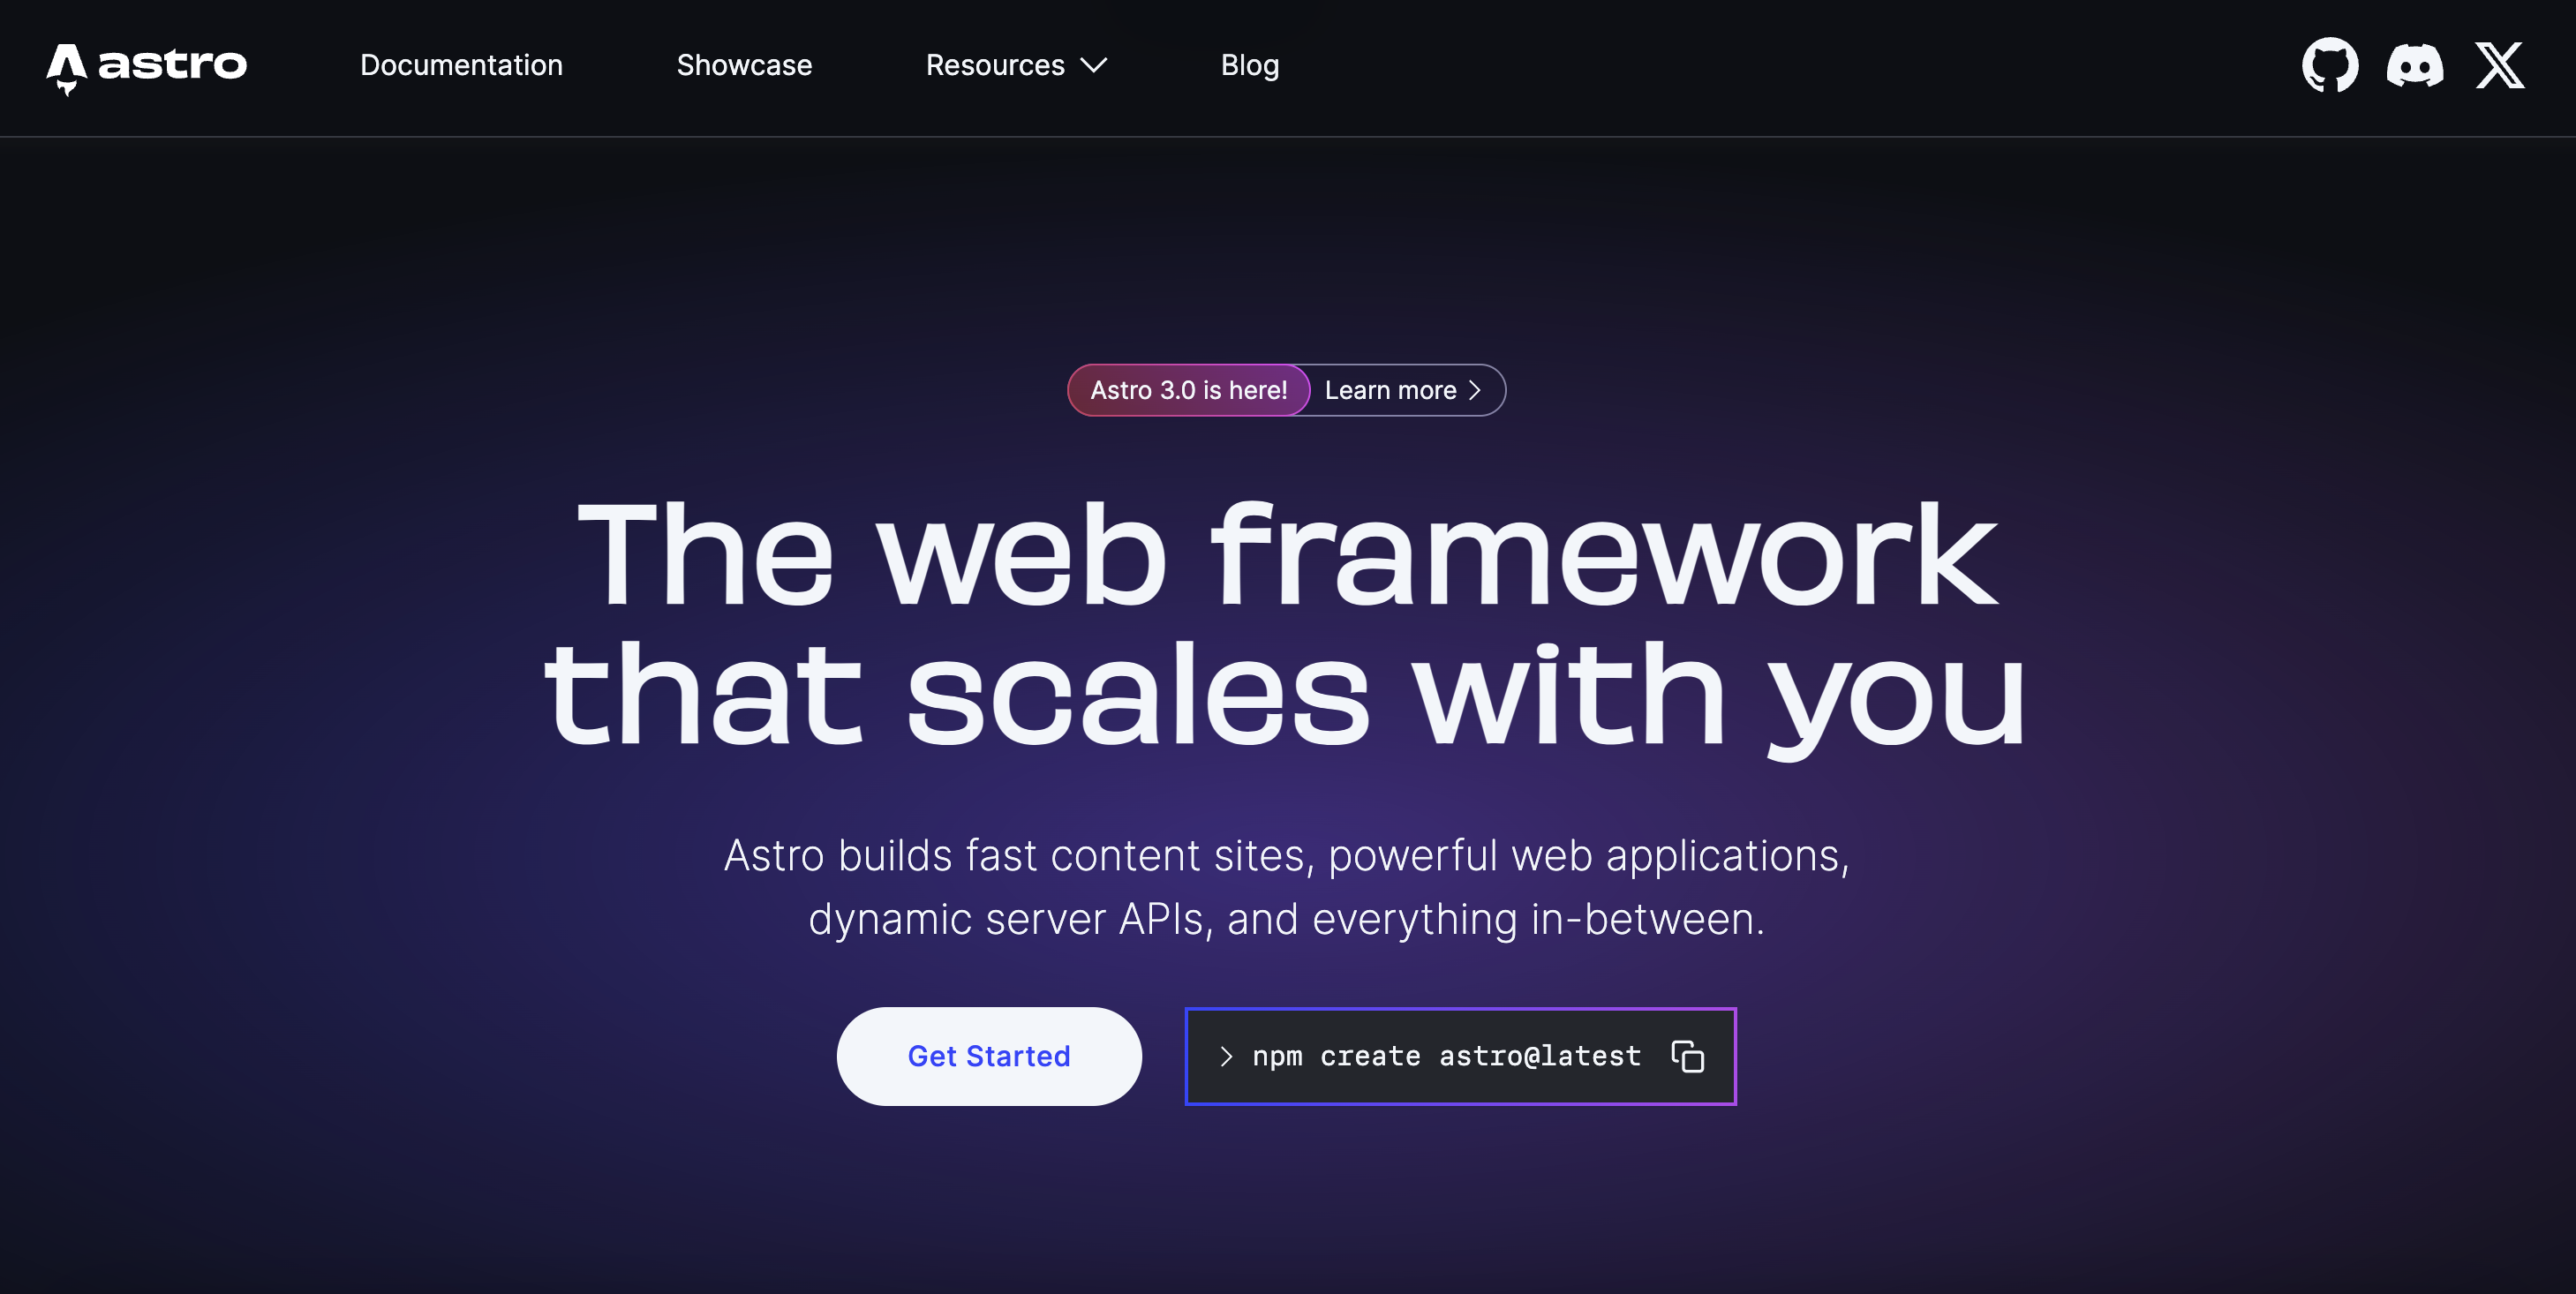 astro
Documentation
Showcase
Resources
Blog
Astro 3.0 is here! Learn more >
The web framework
that scales with you
Astro builds fast content sites, powerful web applications,
dynamic server APIs, and everything in-between.
Get Started
> npm create astro@latest